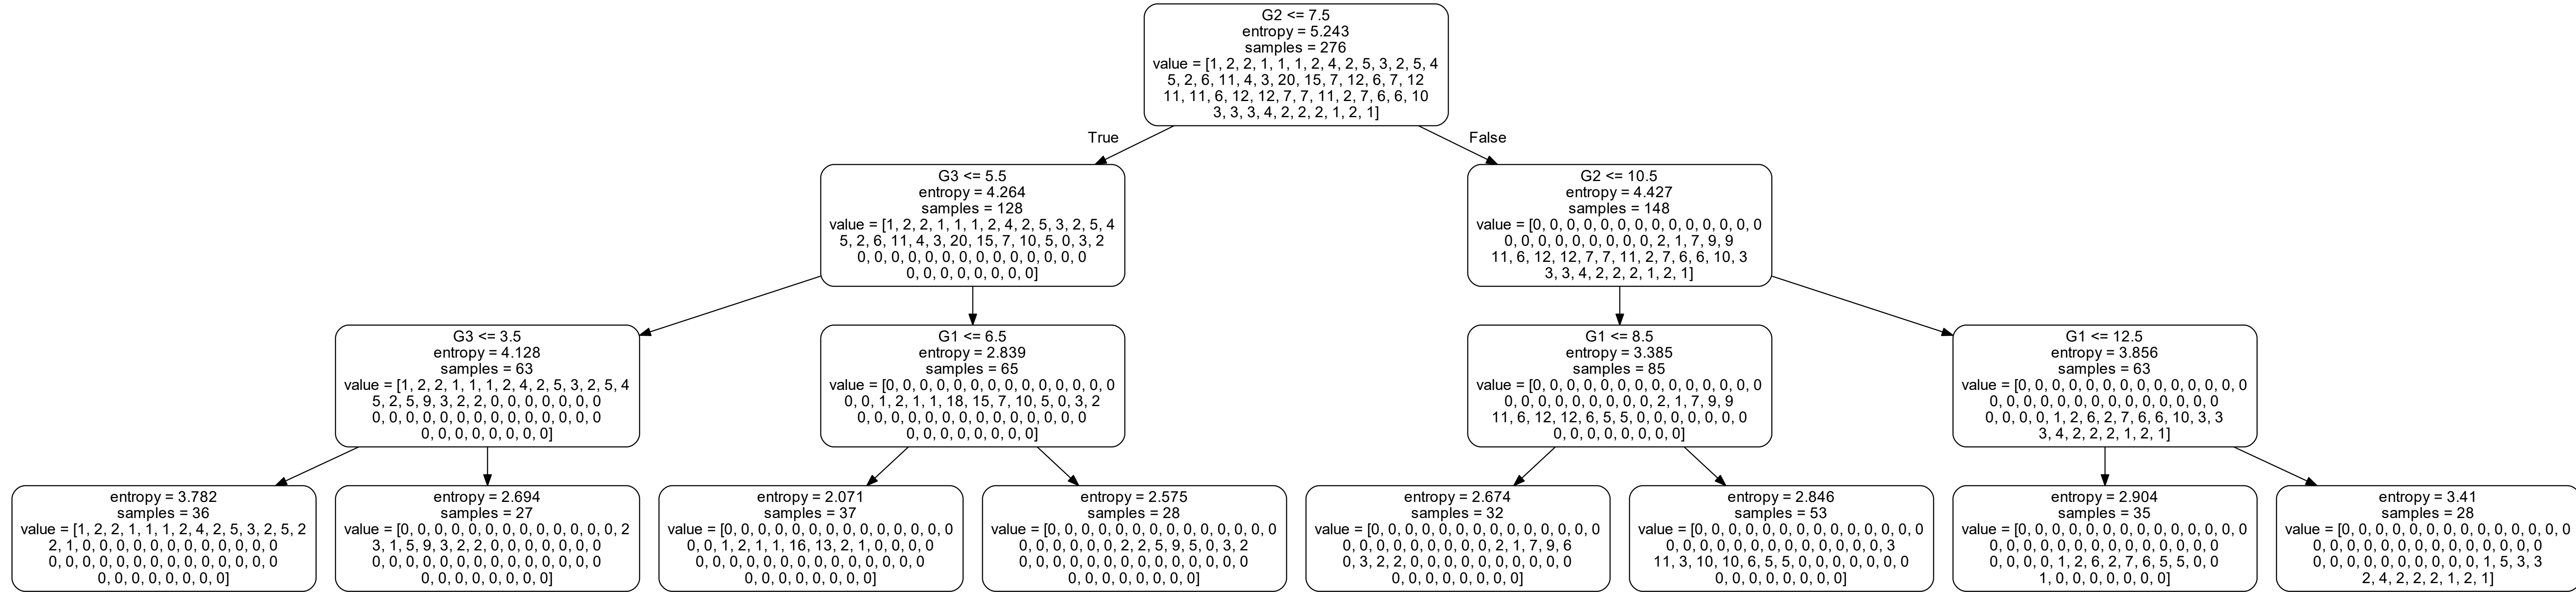 G2 <= 7.5
entropy = 5.243
samples = 276
value = [1, 2, 2, 1, 1, 1, 2, 4, 2, 5, 3, 2, 5, 4
5, 2, 6, 11, 4, 3, 20, 15, 7, 12, 6, 7, 12
11, 11, 6, 12, 12, 7, 7, 11, 2, 7, 6, 6, 10
3, 3, 3, 4, 2, 2, 2, 1, 2, 1]
True
False
G3 <= 5.5
entropy = 4.264
samples = 128
value = [1, 2, 2, 1, 1, 1, 2, 4, 2, 5, 3, 2, 5, 4
5, 2, 6, 11, 4, 3, 20, 15, 7, 10, 5, 0, 3, 2
0, 0, 0, 0, 0, 0, 0, 0, 0, 0, 0, 0, 0, 0
0, 0, 0, 0, 0, 0, 0, 0]
G2 <= 10.5
entropy = 4.427
samples = 148
value = [0, 0, 0, 0, 0, 0, 0, 0, 0, 0, 0, 0, 0, 0
0, 0, 0, 0, 0, 0, 0, 0, 0, 2, 1, 7, 9, 9
11, 6, 12, 12, 7, 7, 11, 2, 7, 6, 6, 10, 3
3, 3, 4, 2, 2, 2, 1, 2, 1]
G3 <= 3.5
entropy = 4.128
samples = 63
value = [1, 2, 2, 1, 1, 1, 2, 4, 2, 5, 3, 2, 5, 4
5, 2, 5, 9, 3, 2, 2, 0, 0, 0, 0, 0, 0, 0
0, 0, 0, 0, 0, 0, 0, 0, 0, 0, 0, 0, 0, 0
0, 0, 0, 0, 0, 0, 0, 0]
G1 <= 6.5
entropy = 2.839
samples = 65
value = [0, 0, 0, 0, 0, 0, 0, 0, 0, 0, 0, 0, 0, 0
0, 0, 1, 2, 1, 1, 18, 15, 7, 10, 5, 0, 3, 2
0, 0, 0, 0, 0, 0, 0, 0, 0, 0, 0, 0, 0, 0
0, 0, 0, 0, 0, 0, 0, 0]
G1 <= 8.5
entropy = 3.385
samples = 85
value = [0, 0, 0, 0, 0, 0, 0, 0, 0, 0, 0, 0, 0, 0
0, 0, 0, 0, 0, 0, 0, 0, 0, 2, 1, 7, 9, 9
11, 6, 12, 12, 6, 5, 5, 0, 0, 0, 0, 0, 0, 0
0, 0, 0, 0, 0, 0, 0, 0]
G1 <= 12.5
entropy = 3.856
samples = 63
value = [0, 0, 0, 0, 0, 0, 0, 0, 0, 0, 0, 0, 0, 0
0, 0, 0, 0, 0, 0, 0, 0, 0, 0, 0, 0, 0, 0
0, 0, 0, 0, 1, 2, 6, 2, 7, 6, 6, 10, 3, 3
3, 4, 2, 2, 2, 1, 2, 1]
entropy = 3.782
samples = 36
value = [1, 2, 2, 1, 1, 1, 2, 4, 2, 5, 3, 2, 5, 2
2, 1, 0, 0, 0, 0, 0, 0, 0, 0, 0, 0, 0, 0
0, 0, 0, 0, 0, 0, 0, 0, 0, 0, 0, 0, 0, 0
0, 0, 0, 0, 0, 0, 0, 0]
entropy = 2.694
samples = 27
value = [0, 0, 0, 0, 0, 0, 0, 0, 0, 0, 0, 0, 0, 2
3, 1, 5, 9, 3, 2, 2, 0, 0, 0, 0, 0, 0, 0
0, 0, 0, 0, 0, 0, 0, 0, 0, 0, 0, 0, 0, 0
0, 0, 0, 0, 0, 0, 0, 0]
entropy = 2.071
samples = 37
value = [0, 0, 0, 0, 0, 0, 0, 0, 0, 0, 0, 0, 0, 0
0, 0, 1, 2, 1, 1, 16, 13, 2, 1, 0, 0, 0, 0
0, 0, 0, 0, 0, 0, 0, 0, 0, 0, 0, 0, 0, 0
0, 0, 0, 0, 0, 0, 0, 0]
entropy = 2.575
samples = 28
value = [0, 0, 0, 0, 0, 0, 0, 0, 0, 0, 0, 0, 0, 0
0, 0, 0, 0, 0, 0, 2, 2, 5, 9, 5, 0, 3, 2
0, 0, 0, 0, 0, 0, 0, 0, 0, 0, 0, 0, 0, 0
0, 0, 0, 0, 0, 0, 0, 0]
entropy = 2.674
samples = 32
value = [0, 0, 0, 0, 0, 0, 0, 0, 0, 0, 0, 0, 0, 0
0, 0, 0, 0, 0, 0, 0, 0, 0, 2, 1, 7, 9, 6
0, 3, 2, 2, 0, 0, 0, 0, 0, 0, 0, 0, 0, 0
0, 0, 0, 0, 0, 0, 0, 0]
entropy = 2.846
samples = 53
value = [0, 0, 0, 0, 0, 0, 0, 0, 0, 0, 0, 0, 0, 0
0, 0, 0, 0, 0, 0, 0, 0, 0, 0, 0, 0, 0, 3
11, 3, 10, 10, 6, 5, 5, 0, 0, 0, 0, 0, 0, 0
0, 0, 0, 0, 0, 0, 0, 0]
entropy = 2.904
samples = 35
value = [0, 0, 0, 0, 0, 0, 0, 0, 0, 0, 0, 0, 0, 0
0, 0, 0, 0, 0, 0, 0, 0, 0, 0, 0, 0, 0, 0
0, 0, 0, 0, 1, 2, 6, 2, 7, 6, 5, 5, 0, 0
1, 0, 0, 0, 0, 0, 0, 0]
entropy = 3.41
samples = 28
value = [0, 0, 0, 0, 0, 0, 0, 0, 0, 0, 0, 0, 0, 0
0, 0, 0, 0, 0, 0, 0, 0, 0, 0, 0, 0, 0, 0
0, 0, 0, 0, 0, 0, 0, 0, 0, 0, 1, 5, 3, 3
2, 4, 2, 2, 2, 1, 2, 1]